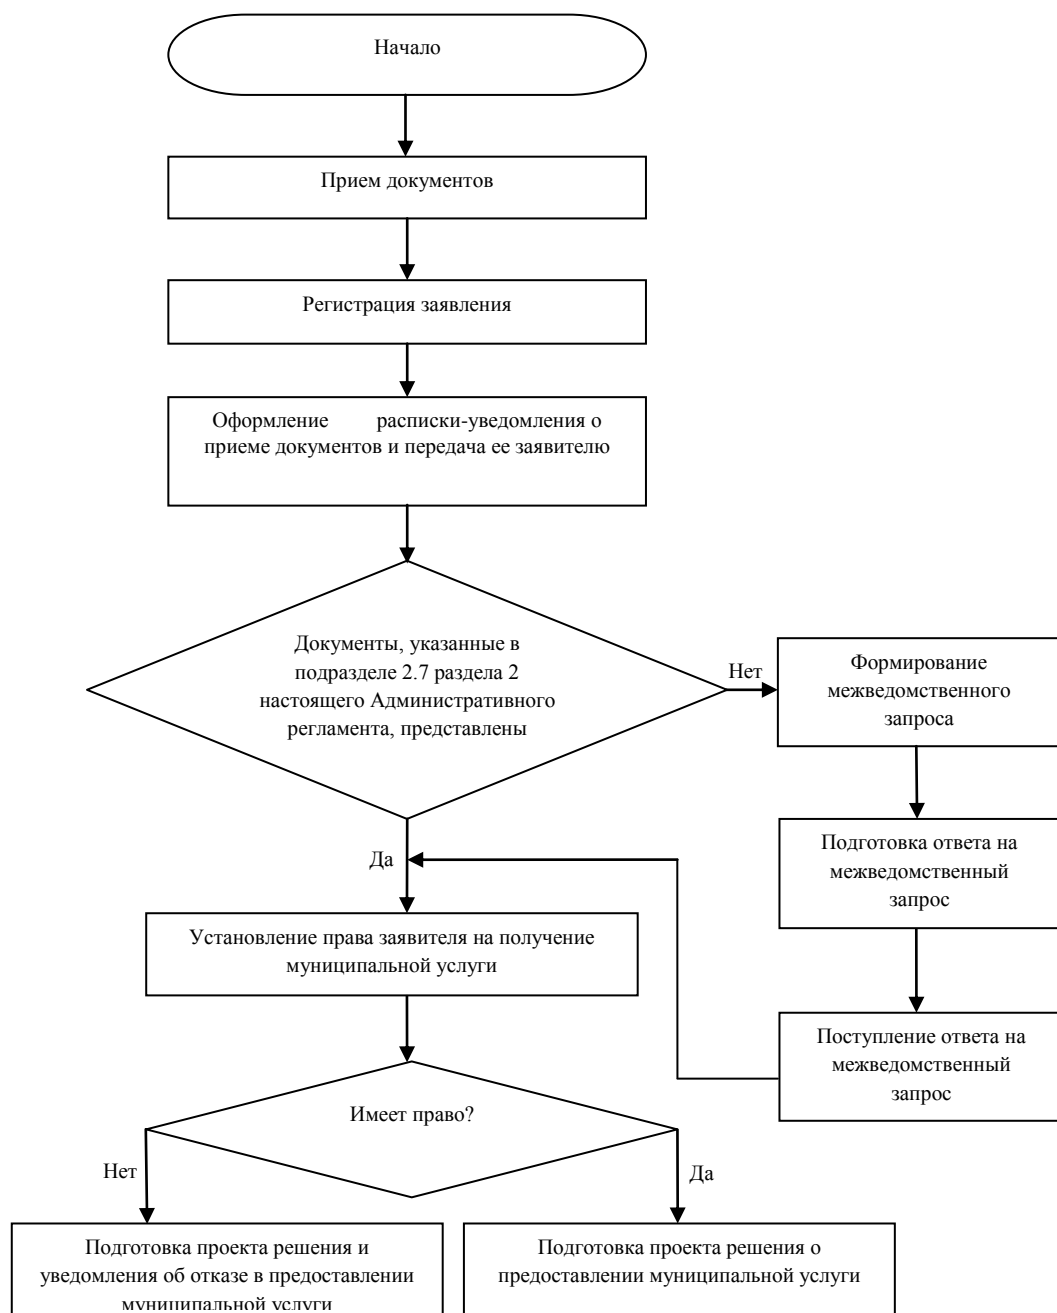 Начало
Прием документов
Регистрация заявления
Оформление расписки-уведомления о
приеме документов и передача ее заявителю
Документы, указанные в
подразделе 2.7 раздела 2
настоящего Административного
регламента, представлены
Нет
Формирование
межведомственного
запроса
Подготовка ответа на
межведомственный
запрос
Да
Установление права заявителя на получение
муниципальной услуги
Поступление ответа на
межведомственный
запрос
Имеет право?
Нет
Да
Подготовка проекта решения и
уведомления об отказе в предоставлении
муниципальной услуги
Подготовка проекта решения о
предоставлении муниципальной услуги